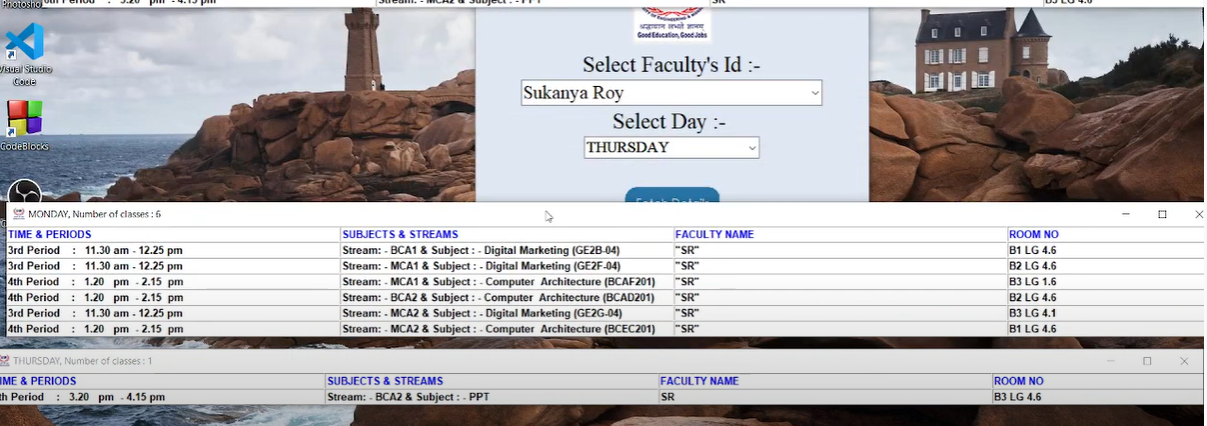 Photosho
3.20 pm - 4.15 pm Stream: - MCA2 & Subject : - PPT SR B3 LG 4.6
श्रद्धावान लभते ज्ञानम्
Good Education, Good Jobs
Visual Studio
Code
CodeBlocks
Select Faculty's Id :-
Sukanya Roy
Select Day :-
THURSDAY
Fetch Details
MONDAY, Number of classes : 6
TIME & PERIODS SUBJECTS & STREAMS FACULTY NAME ROOM NO
3rd Period : 11.30 am - 12.25 pm Stream: - BCA1 & Subject : - Digital Marketing (GE2B-04) "SR" B1 LG 4.6
3rd Period : 11.30 am - 12.25 pm Stream: - MCA1 & Subject : - Digital Marketing (GE2F-04) "SR" B2 LG 4.6
4th Period : 1.20 pm - 2.15 pm Stream: - MCA1 & Subject : - Computer Architecture (BCAF201) "SR" B3 LG 1.6
4th Period : 1.20 pm - 2.15 pm Stream: - BCA2 & Subject : - Computer Architecture (BCAD201) "SR" B2 LG 4.6
3rd Period : 11.30 am - 12.25 pm Stream: - MCA2 & Subject : - Digital Marketing (GE2G-04) "SR" B3 LG 4.1
4th Period : 1.20 pm - 2.15 pm Stream: - MCA2 & Subject : - Computer Architecture (BCEC201) "SR" B1 LG 4.6
THURSDAY, Number of classes : 1
IME & PERIODS SUBJECTS & STREAMS FACULTY NAME ROOM NO
th Period : 3.20 pm - 4.15 pm Stream: - BCA2 & Subject : - PPT SR B3 LG 4.6